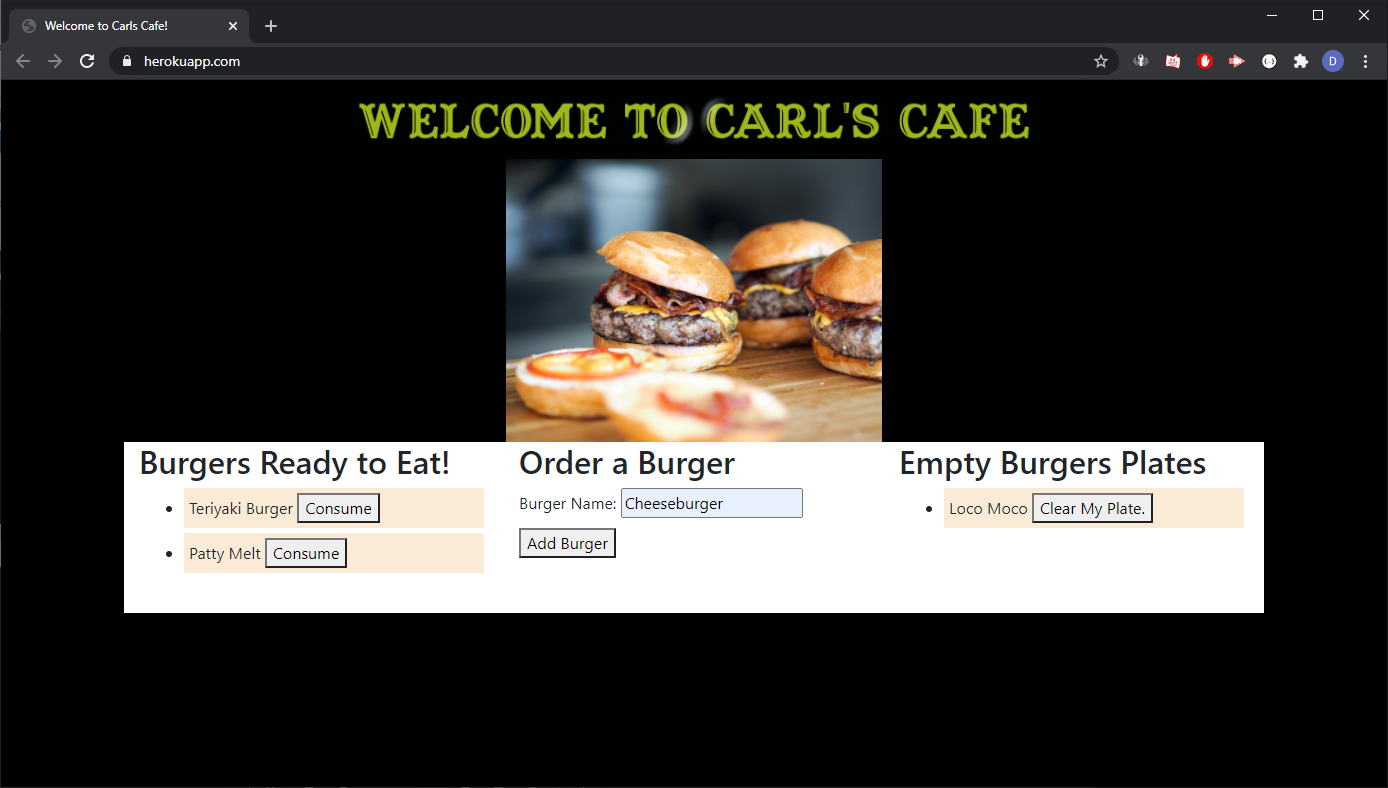 Welcome to Carls Cafe!
herokuapp.com
D
WELCOME TO CARL'S CAFE
Burgers Ready to Eat!
Teriyaki Burger Consume
Patty Melt Consume
Order a Burger
Burger Name: Cheeseburger
Add Burger
Empty Burgers Plates
Loco Moco Clear My Plate.